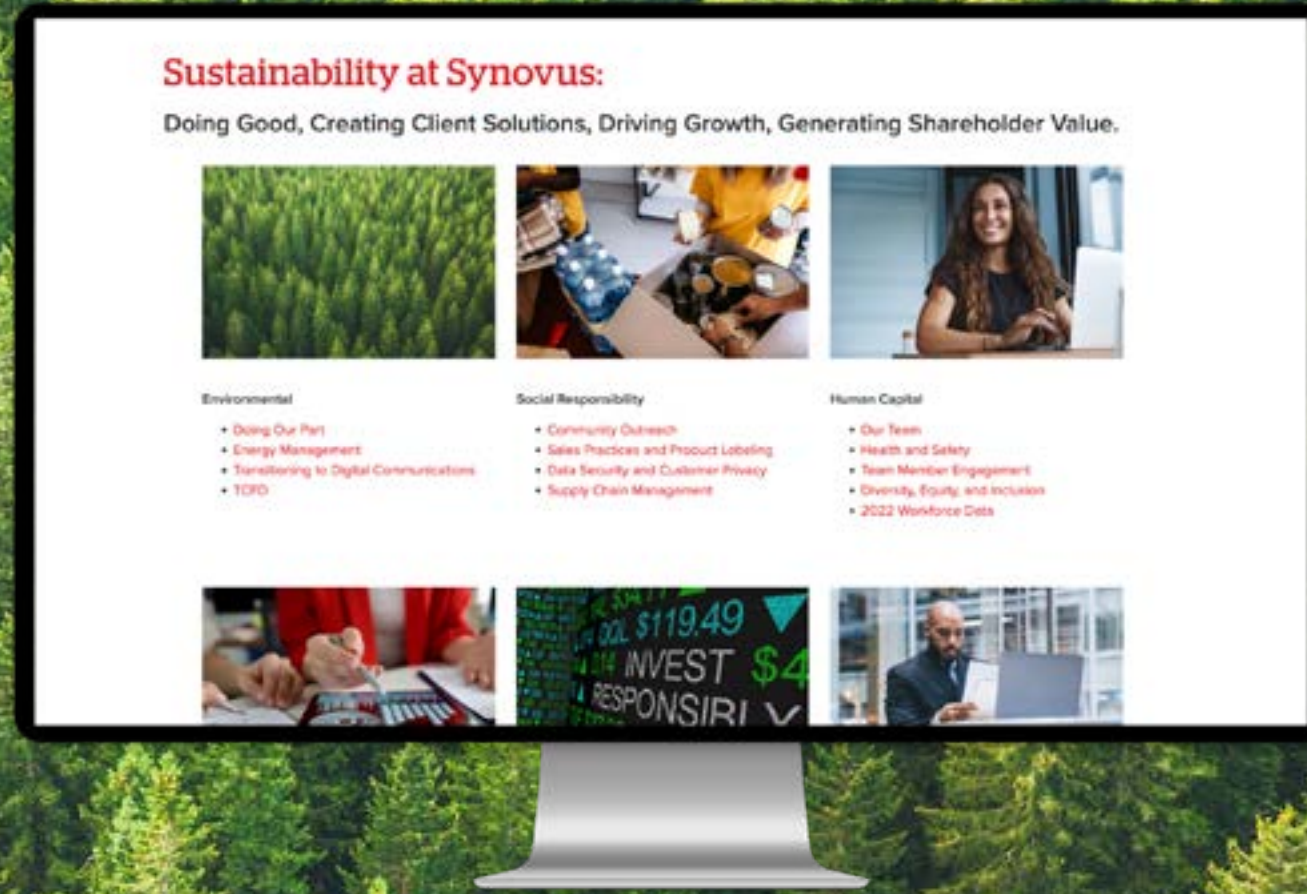 Sustainability at Synovus:
Doing Good, Creating Client Solutions, Driving Growth, Generating Shareholder Value.
Environmental
• Doing Our Part
• Energy Management
• Transitioning to Digital Communications
• TCFD
Social Responsibility
• Community Outreach
• Sales Practices and Product Labeling
• Data Security and Customer Privacy
• Supply Chain Management
Human Capital
• Our Team
• Health and Safety
• Team Member Engagement
• Diversity, Equity, and Inclusion
• 2022 Workforce Data
$119.49
INVEST $4
RESPONSIBLY